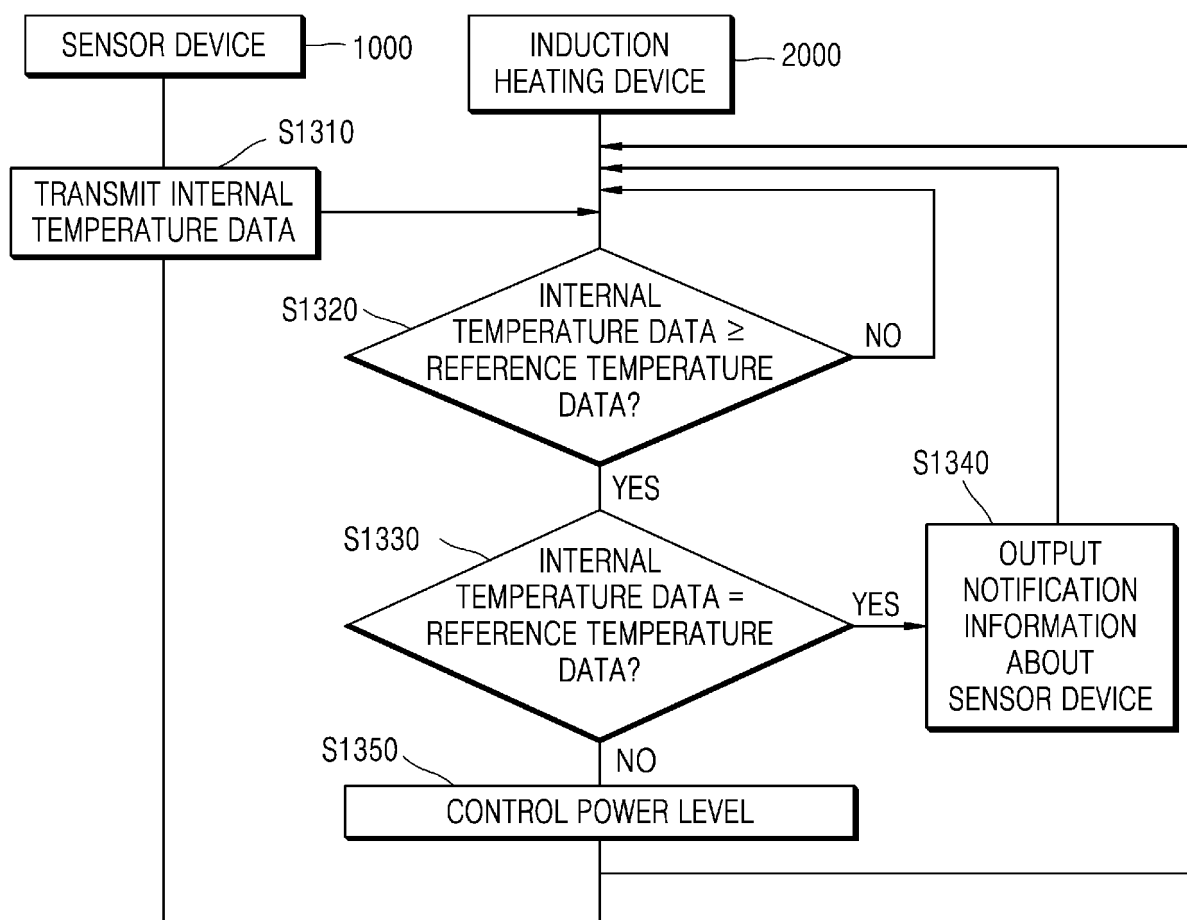 SENSOR DEVICE
1000
INDUCTION
HEATING DEVICE
2000
S1310
TRANSMIT INTERNAL
TEMPERATURE DATA
S1320
INTERNAL
TEMPERATURE DATA ≥
REFERENCE TEMPERATURE
DATA?
NO
YES
S1330
INTERNAL
TEMPERATURE DATA =
REFERENCE TEMPERATURE
DATA?
YES
S1340
OUTPUT
NOTIFICATION
INFORMATION
ABOUT
SENSOR DEVICE
NO
S1350
CONTROL POWER LEVEL